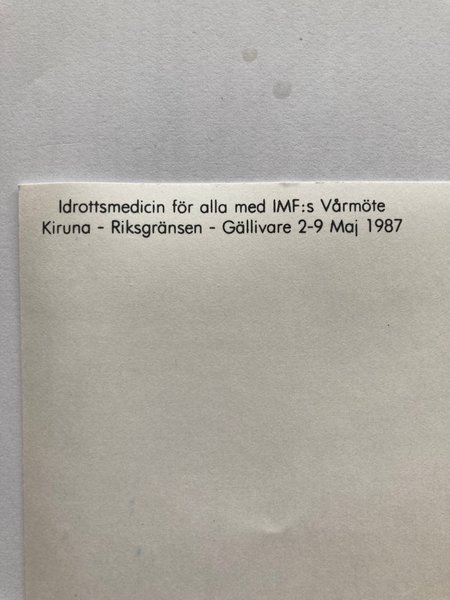 Idrottsmedicin för alla med IMF:s Vårmöte
Kiruna - Riksgränsen - Gällivare 2-9 Maj 1987